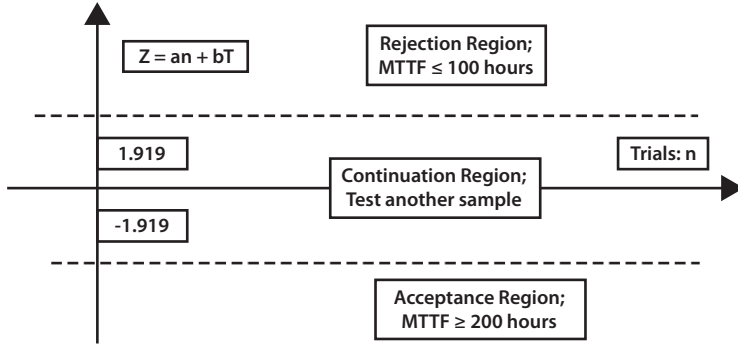 Z = an + bT
Rejection Region;
MTTF ≤ 100 hours
1.919
Trials: n
Continuation Region;
Test another sample
-1.919
Acceptance Region;
MTTF ≥ 200 hours